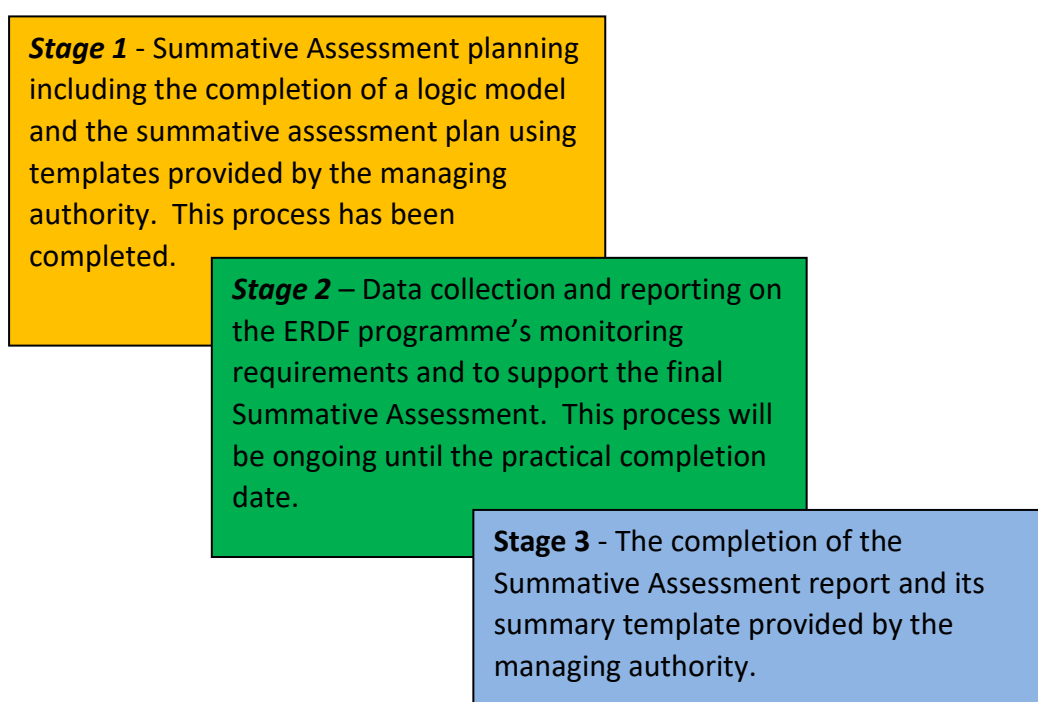 Stage 1 - Summative Assessment planning
including the completion of a logic model
and the summative assessment plan using
templates provided by the managing
authority.  This process has been
completed.
Stage 2 – Data collection and reporting on
the ERDF programme’s monitoring
requirements and to support the final
Summative Assessment.  This process will
be ongoing until the practical completion
date.
Stage 3 - The completion of the
Summative Assessment report and its
summary template provided by the
managing authority.